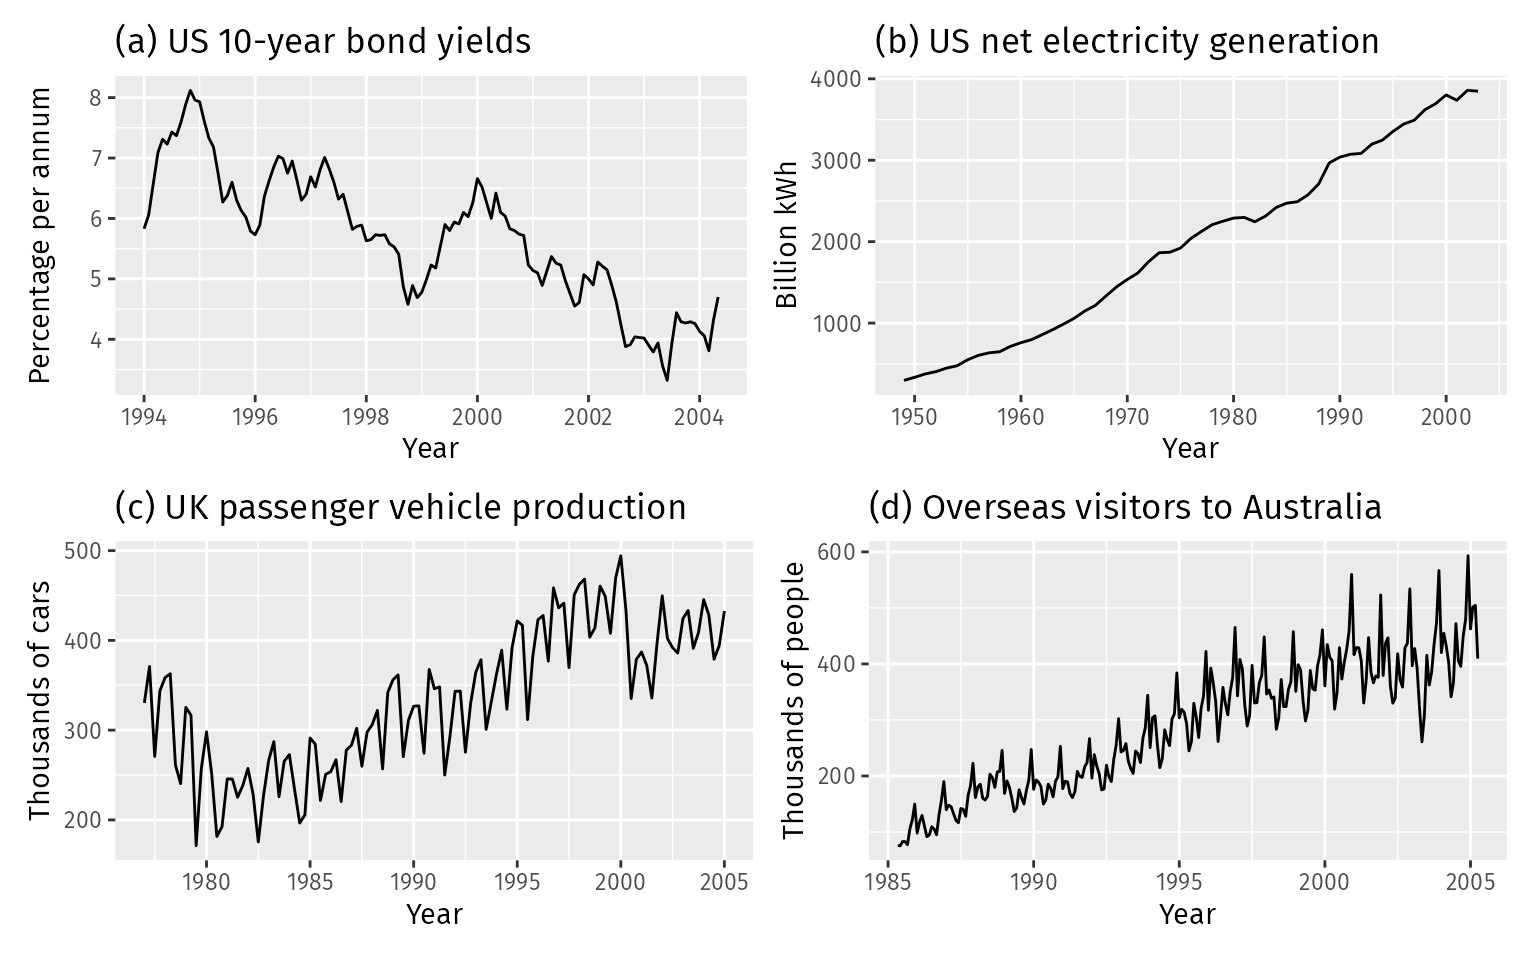 (a) US 10-year bond yields
Percentage per annum
8
7
6
5
4
1994 1996 1998 2000 2002 2004
Year
(b) US net electricity generation
Billion kWh
4000
3000
2000
1000
1950 1960 1970 1980 1990 2000
Year
(c) UK passenger vehicle production
Thousands of cars
500
400
300
200
1980 1985 1990 1995 2000 2005
Year
(d) Overseas visitors to Australia
Thousands of people
600
400
200
1985 1990 1995 2000 2005
Year